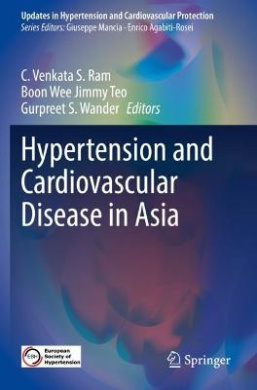 Updates in Hypertension and Cardiovascular Protection
Series Editors: Giuseppe Mancia · Enrico Agabiti-Rosei
C. Venkata S. Ram
Boon Wee Jimmy Teo
Gurpreet S. Wander Editors
Hypertension and
Cardiovascular
Disease in Asia
ESH
European
Society of
Hypertension
Springer